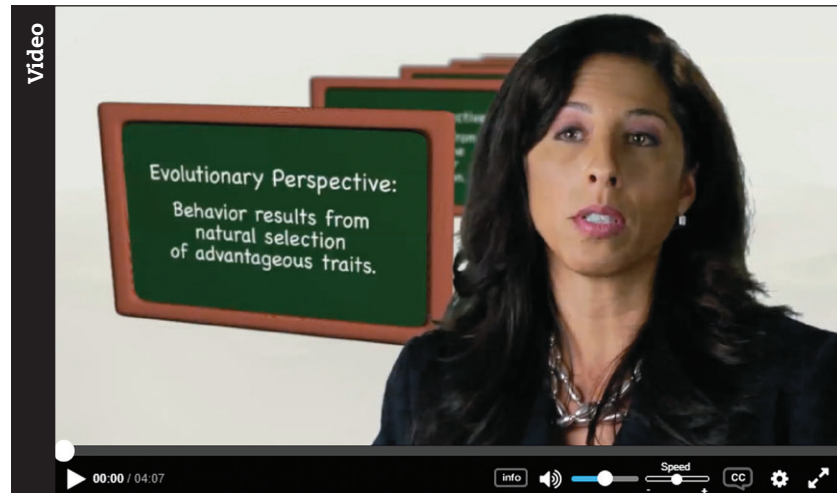 Video
Evolutionary Perspective:
Behavior results from
natural selection
of advantageous traits.
00:00 / 04:07
info
Speed
- +
CC